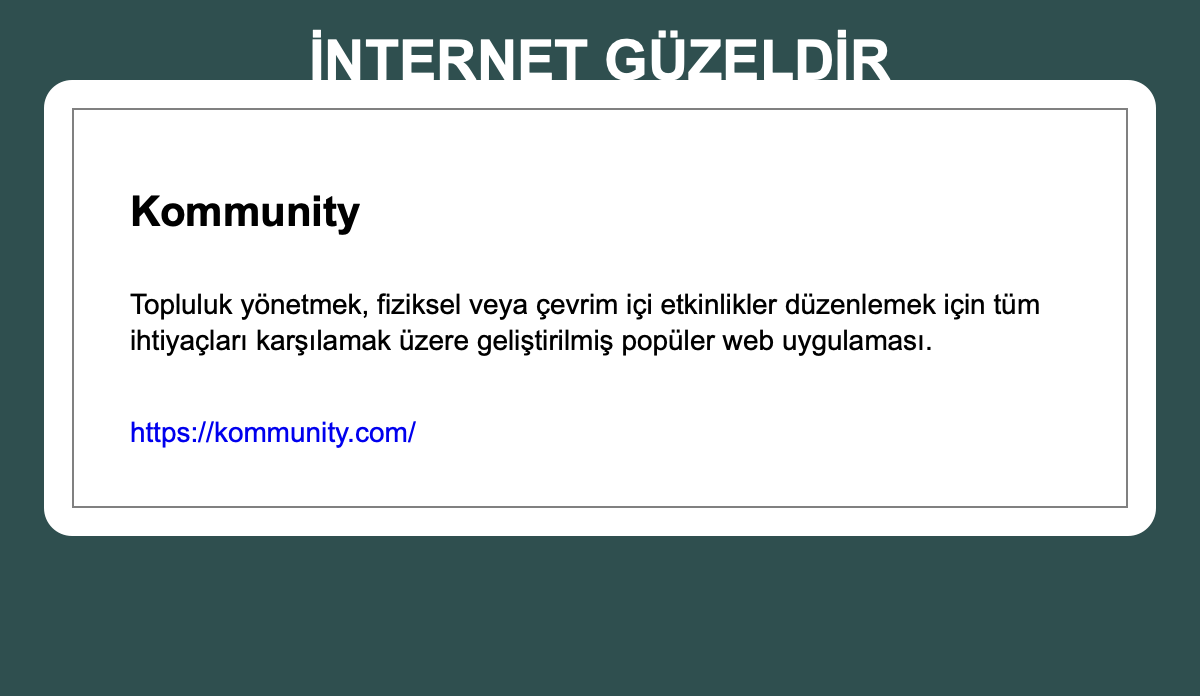 İNTERNET GÜZELDİR
Kommunity
Topluluk yönetmek, fiziksel veya çevrim içi etkinlikler düzenlemek için tüm
ihtiyaçları karşılamak üzere geliştirilmiş popüler web uygulaması.
https://kommunity.com/